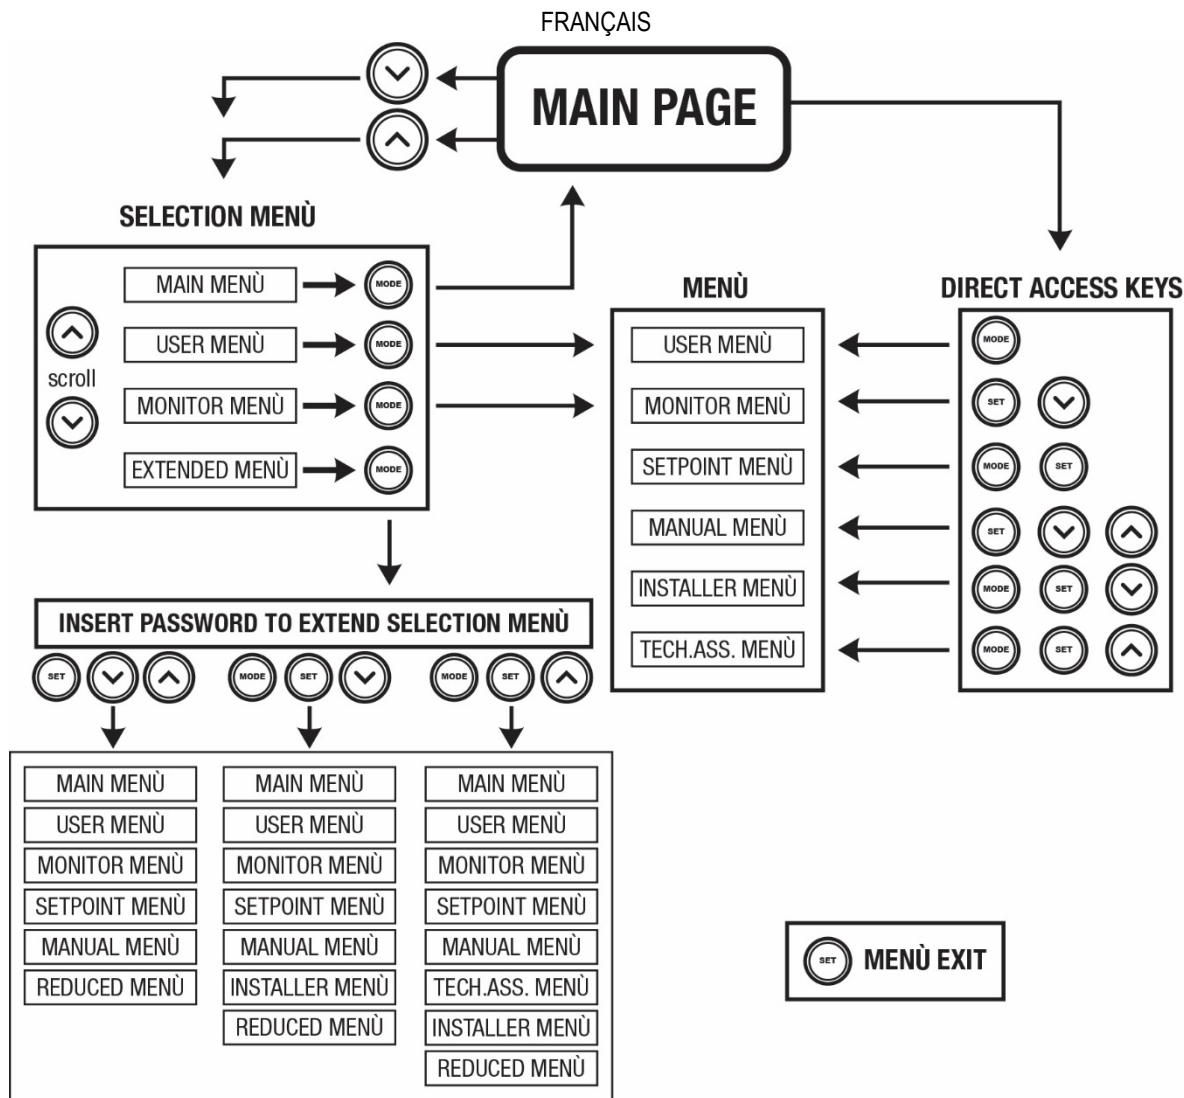 FRANÇAIS
MAIN PAGE
SELECTION MENÙ
MAIN MENÙ MODE
USER MENÙ MODE
scroll
MONITOR MENÙ MODE
EXTENDED MENÙ MODE
MENÙ
USER MENÙ
MONITOR MENÙ
SETPOINT MENÙ
MANUAL MENÙ
INSTALLER MENÙ
TECH.ASS. MENÙ
DIRECT ACCESS KEYS
MODE
SET
MODE SET
SET
MODE SET
MODE SET
INSERT PASSWORD TO EXTEND SELECTION MENÙ
SET
MODE SET
MODE SET
MAIN MENÙ
USER MENÙ
MONITOR MENÙ
SETPOINT MENÙ
MANUAL MENÙ
REDUCED MENÙ
MAIN MENÙ
USER MENÙ
MONITOR MENÙ
SETPOINT MENÙ
MANUAL MENÙ
INSTALLER MENÙ
REDUCED MENÙ
MAIN MENÙ
USER MENÙ
MONITOR MENÙ
SETPOINT MENÙ
MANUAL MENÙ
TECH.ASS. MENÙ
INSTALLER MENÙ
REDUCED MENÙ
SET MENÙ EXIT